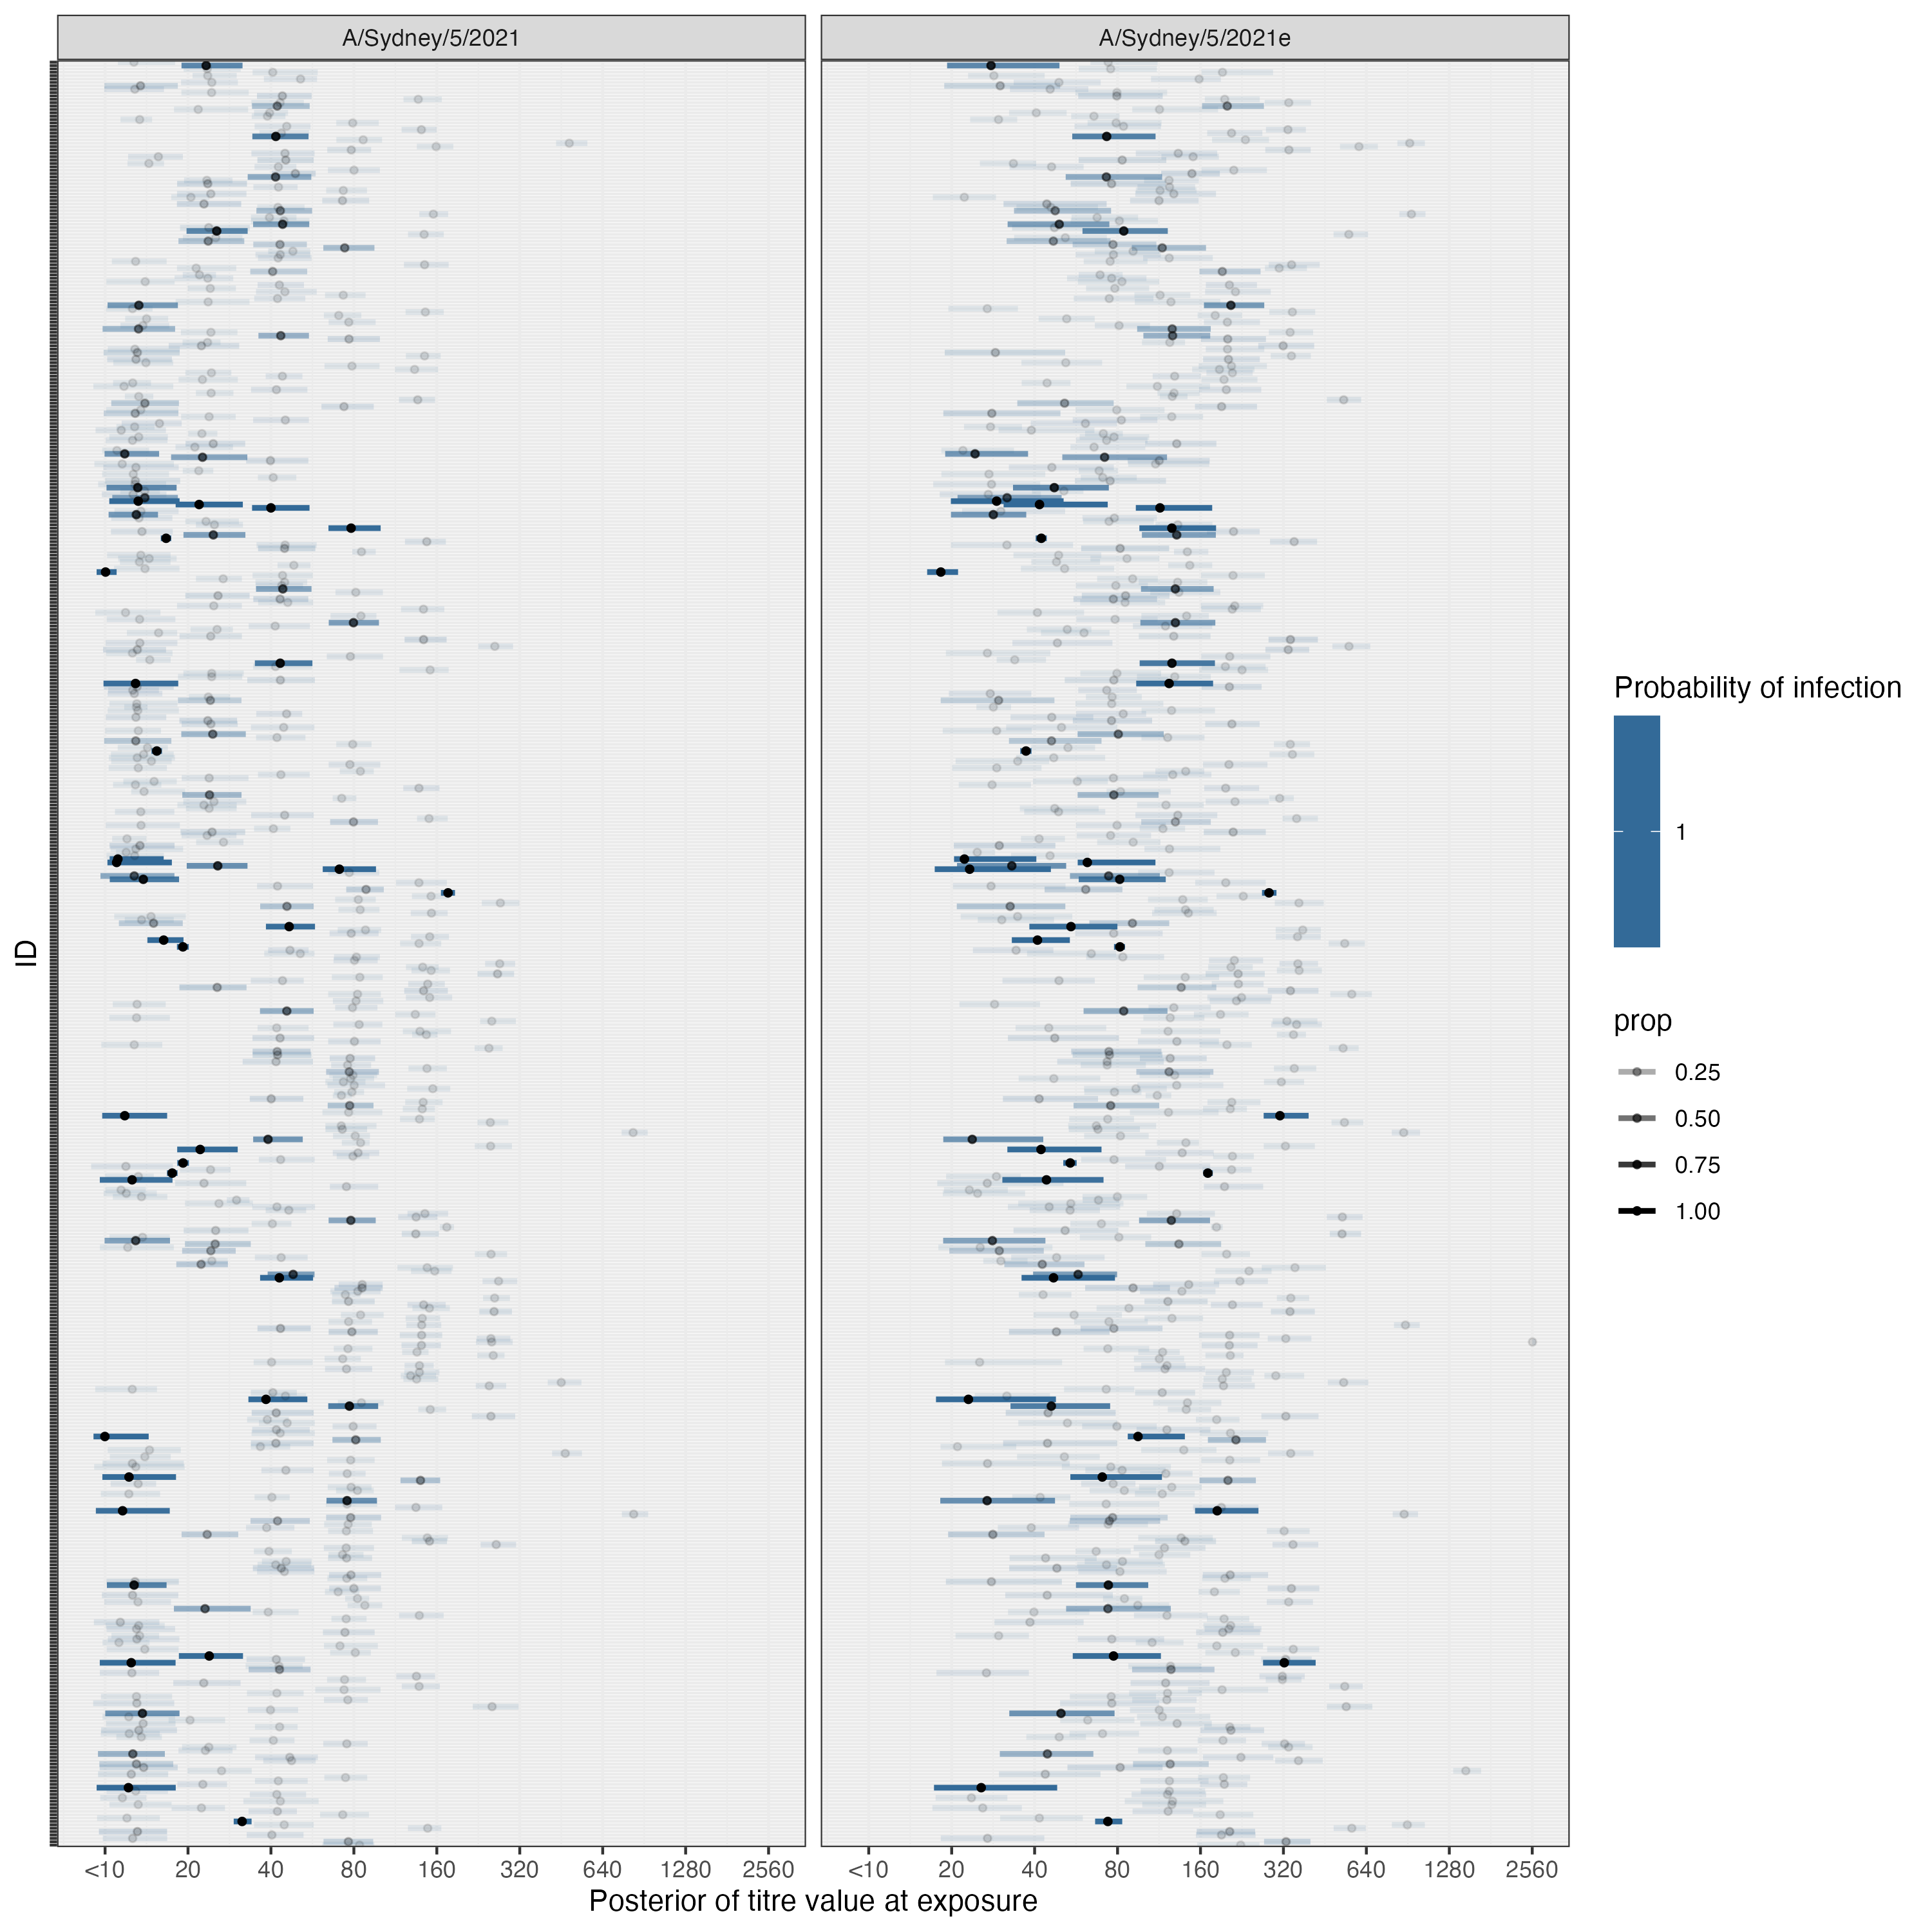 A/Sydney/5/2021
A/Sydney/5/2021e
ID
<10 20 40 80 160 320 640 1280 2560
<10 20 40 80 160 320 640 1280 2560
Posterior of titre value at exposure
Probability of infection
1
prop
0.25
0.50
0.75
1.00